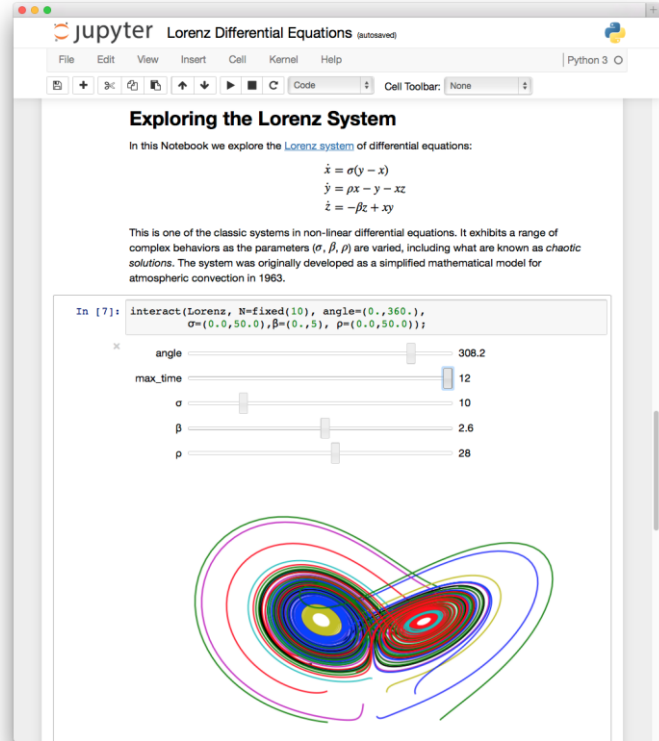 jupyter Lorenz Differential Equations (autosaved)
File Edit View Insert Cell Kernel Help Python 3
Code Cell Toolbar: None
Exploring the Lorenz System
In this Notebook we explore the Lorenz system of differential equations:
ẋ = σ(y − x)
ẏ = ρx − y − xz
ż = −βz + xy
This is one of the classic systems in non-linear differential equations. It exhibits a range of
complex behaviors as the parameters (σ, β, ρ) are varied, including what are known as chaotic
solutions. The system was originally developed as a simplified mathematical model for
atmospheric convection in 1963.
In [7]: interact(Lorenz, N=fixed(10), angle=(0.,360.),
σ=(0.0,50.0),β=(0.,5), ρ=(0.0,50.0));
angle 308.2
max_time 12
σ 10
β 2.6
ρ 28